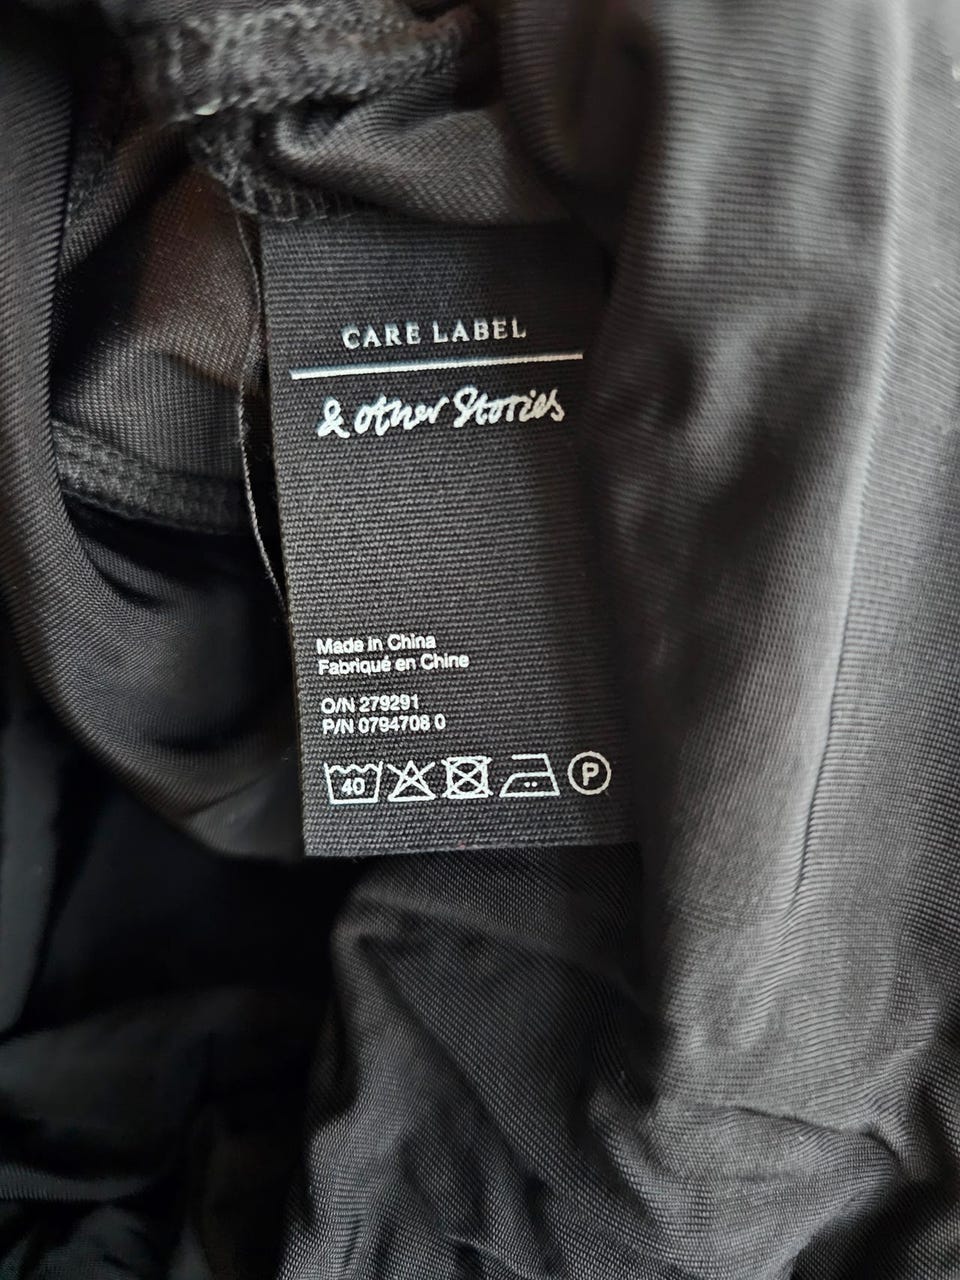 CARE LABEL
& other Stories
Made in China
Fabriqué en Chine
O/N 279291
P/N 0794708 0
40
P